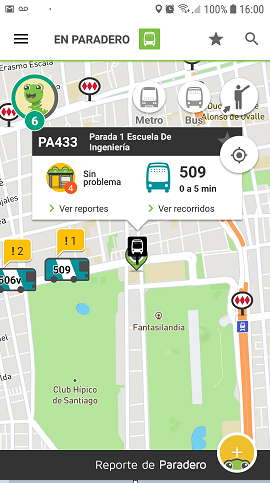 16:00
EN PARADERO
Erasmo Escala
6
Metro
Bus
Alonso de Ovalle
PA433
Parada 1 Escuela De
Ingeniería
4
Sin
problema
509
0 a 5 min
Ver reportes
Ver recorridos
! 2
! 1
506v
509
Fantasilandia
Club Hípico
de Santiago
+
Reporte de Paradero